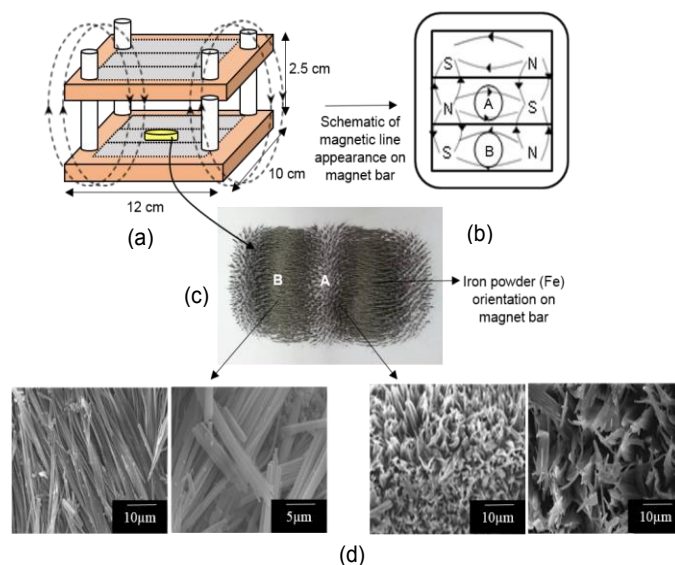 2.5 cm
10 cm
12 cm
(a)
Schematic of
magnetic line
appearance on
magnet bar
S N
A
N S
B
S N
(b)
(c)
B A
Iron powder (Fe)
orientation on
magnet bar
10µm
5µm
10µm
10µm
(d)